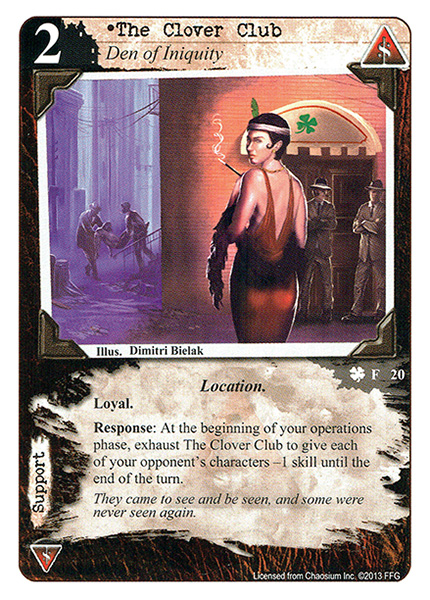 2
•The Clover Club
Den of Iniquity
Illus. Dimitri Bielak
F 20
Location.
Loyal.
Response: At the beginning of your operations
phase, exhaust The Clover Club to give each
of your opponent's characters –1 skill until the
end of the turn.
They came to see and be seen, and some were
never seen again.
Support
Licensed from Chaosium Inc. ©2013 FFG